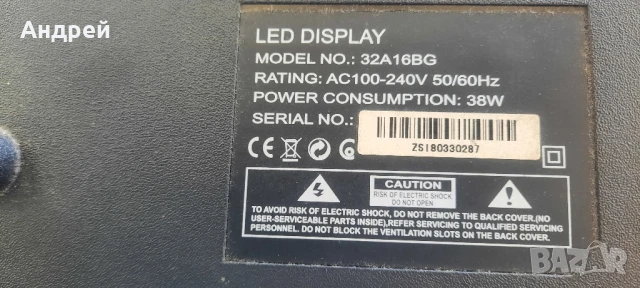 Андрей
LED DISPLAY
MODEL NO.: 32A16BG
RATING: AC100-240V 50/60Hz
POWER CONSUMPTION: 38W
SERIAL NO.:
ZS180330287
CE
CAUTION
RISK OF ELECTRIC SHOCK
DO NOT OPEN
TO AVOID RISK OF ELECTRIC SHOCK, DO NOT REMOVE THE BACK COVER.(NO
USER-SERVICEABLE PARTS INSIDE),REFER SERVICING TO QUALIFIED SERVICING
PERSONNEL. DO NOT BLOCK THE VENTILATION SLOTS ON THE BACK COVER.
BAZAR